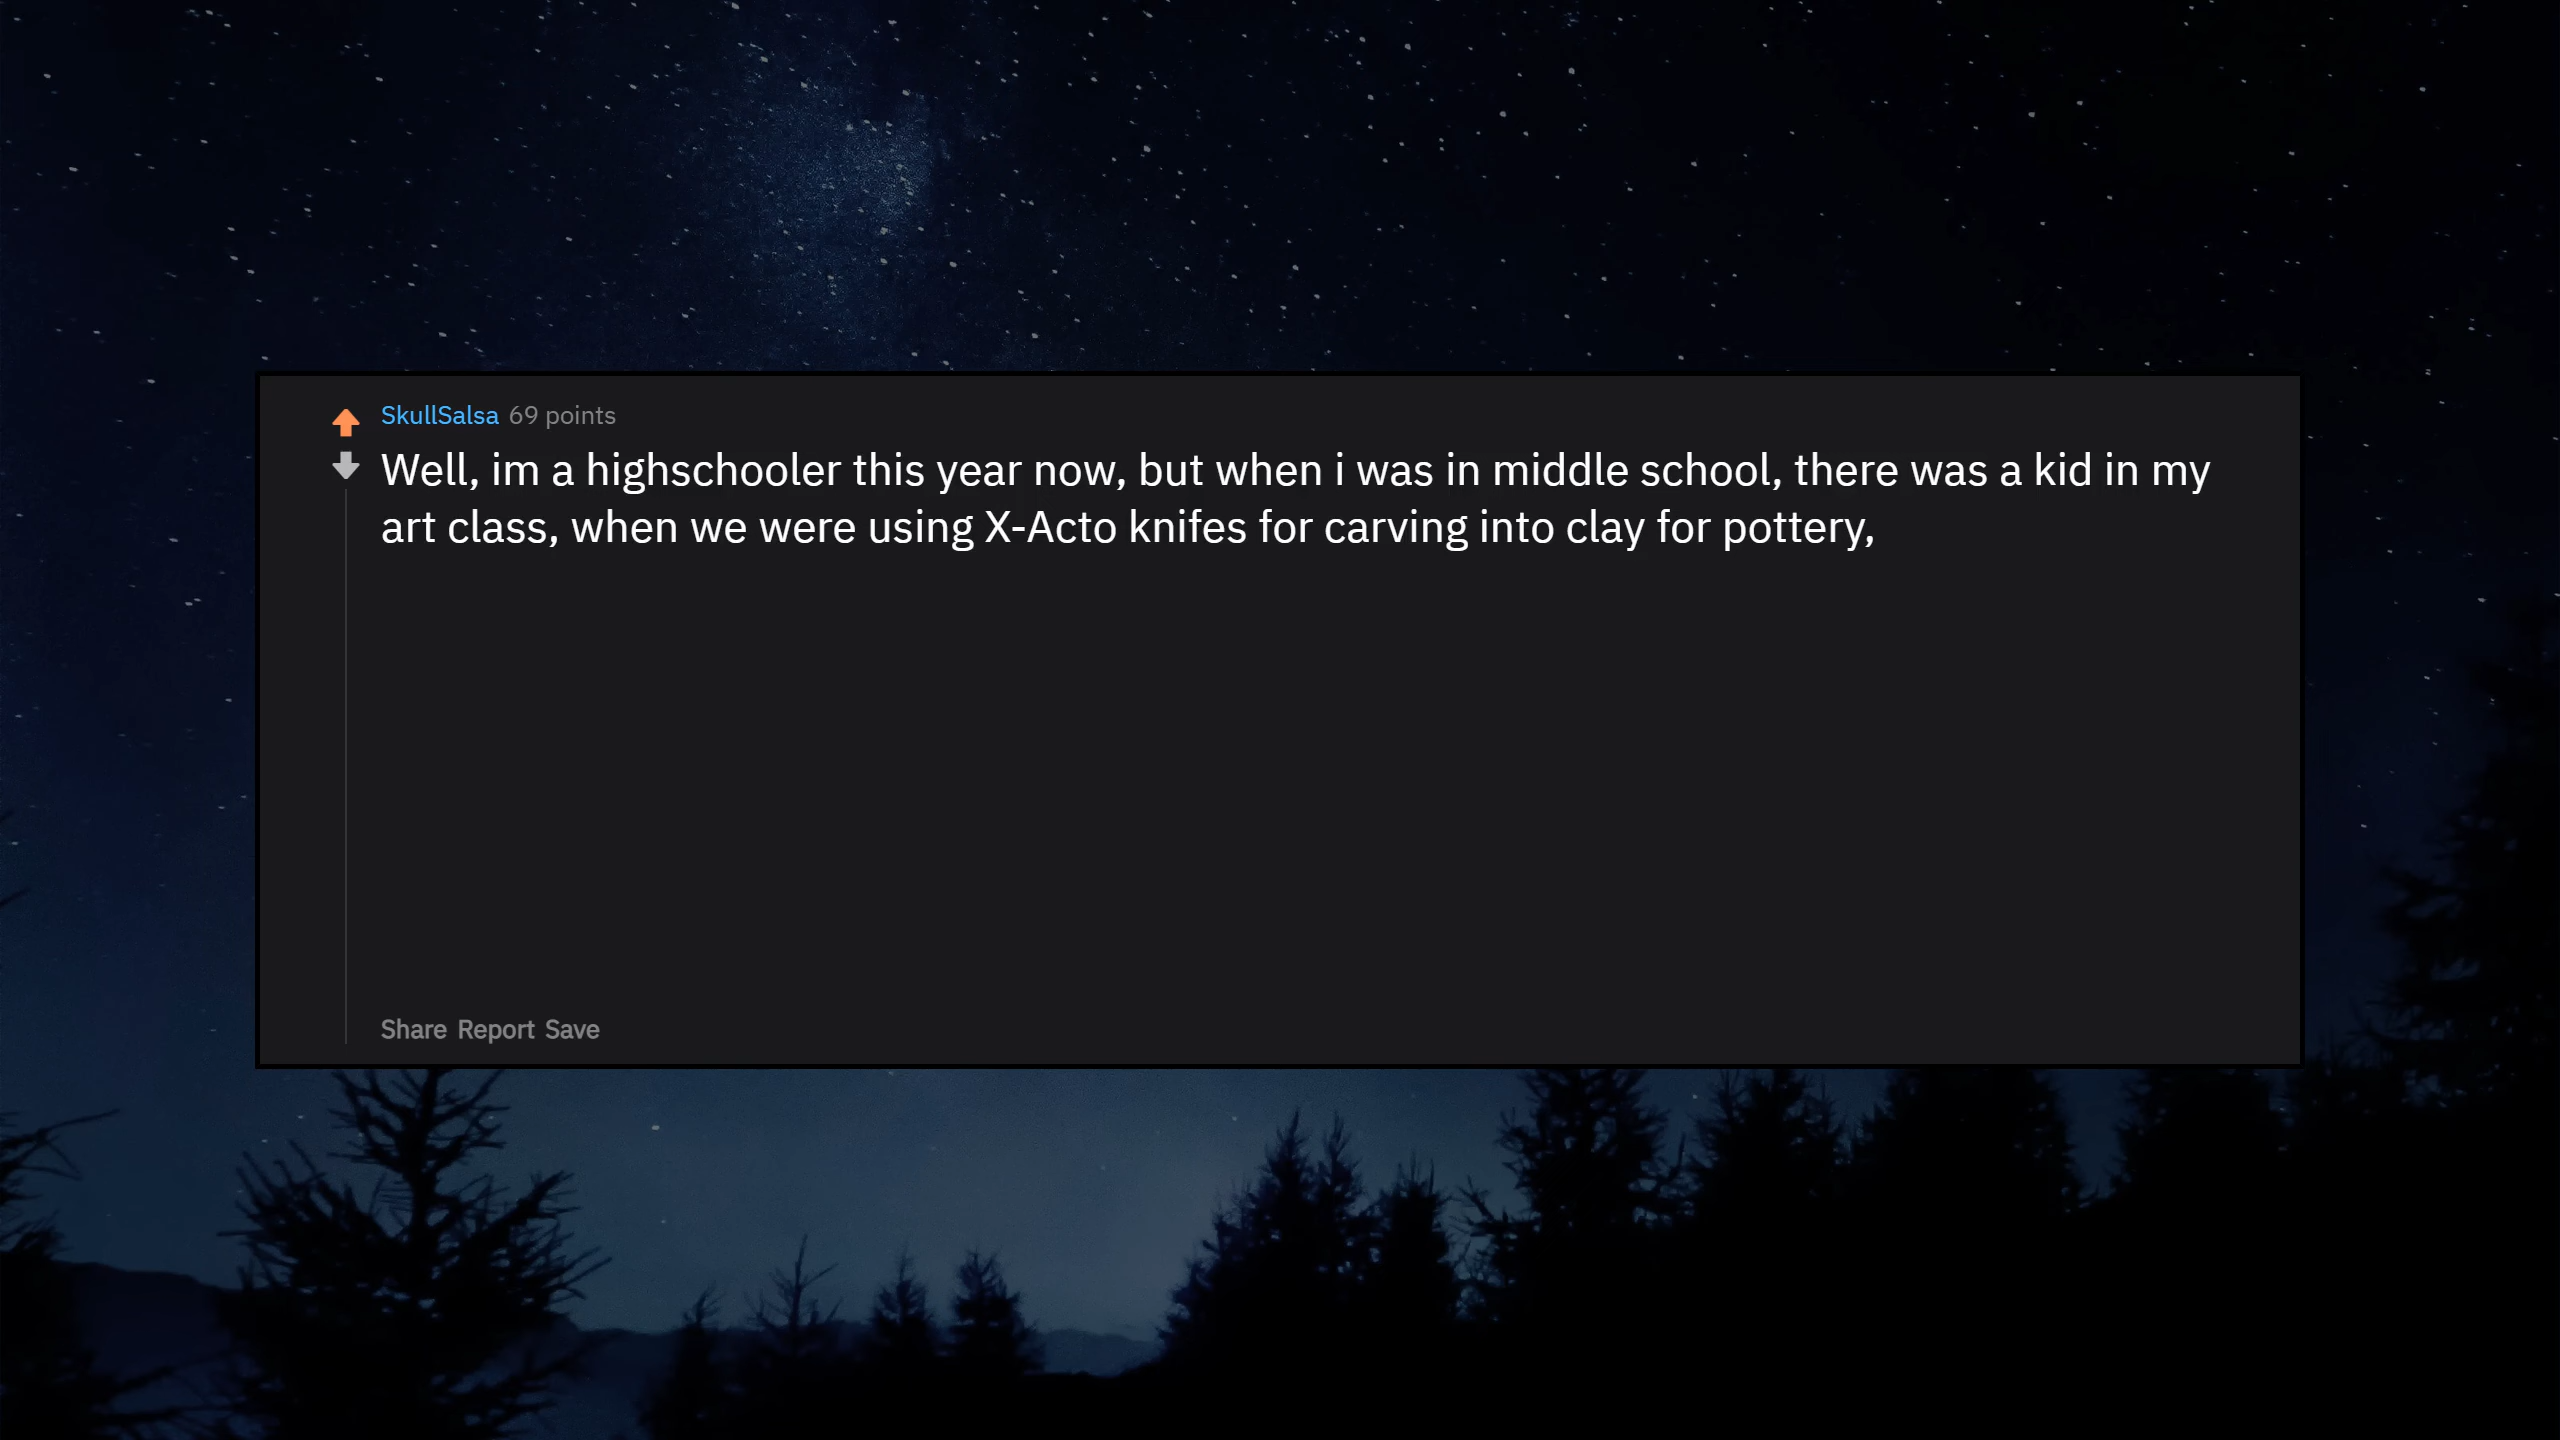 SkullSalsa 69 points
Well, im a highschooler this year now, but when i was in middle school, there was a kid in my
art class, when we were using X-Acto knifes for carving into clay for pottery,
Share Report Save